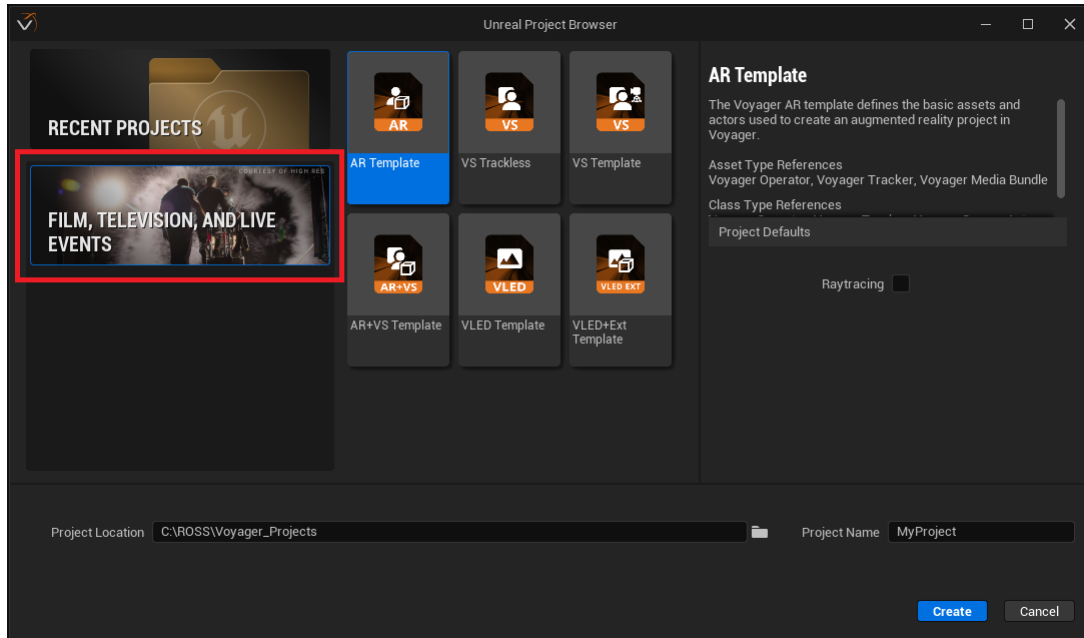 Unreal Project Browser
RECENT PROJECTS
COURTESY OF HIGH RES
FILM, TELEVISION, AND LIVE
EVENTS
AR
AR Template
VS
VS Trackless
VS
VS Template
AR+VS
AR+VS Template
VLED
VLED Template
VLED EXT
VLED+Ext
Template
AR Template
The Voyager AR template defines the basic assets and
actors used to create an augmented reality project in
Voyager.
Asset Type References
Voyager Operator, Voyager Tracker, Voyager Media Bundle
Class Type References
Project Defaults
Raytracing
Project Location
C:\ROSS\Voyager_Projects
Project Name
MyProject
Create
Cancel